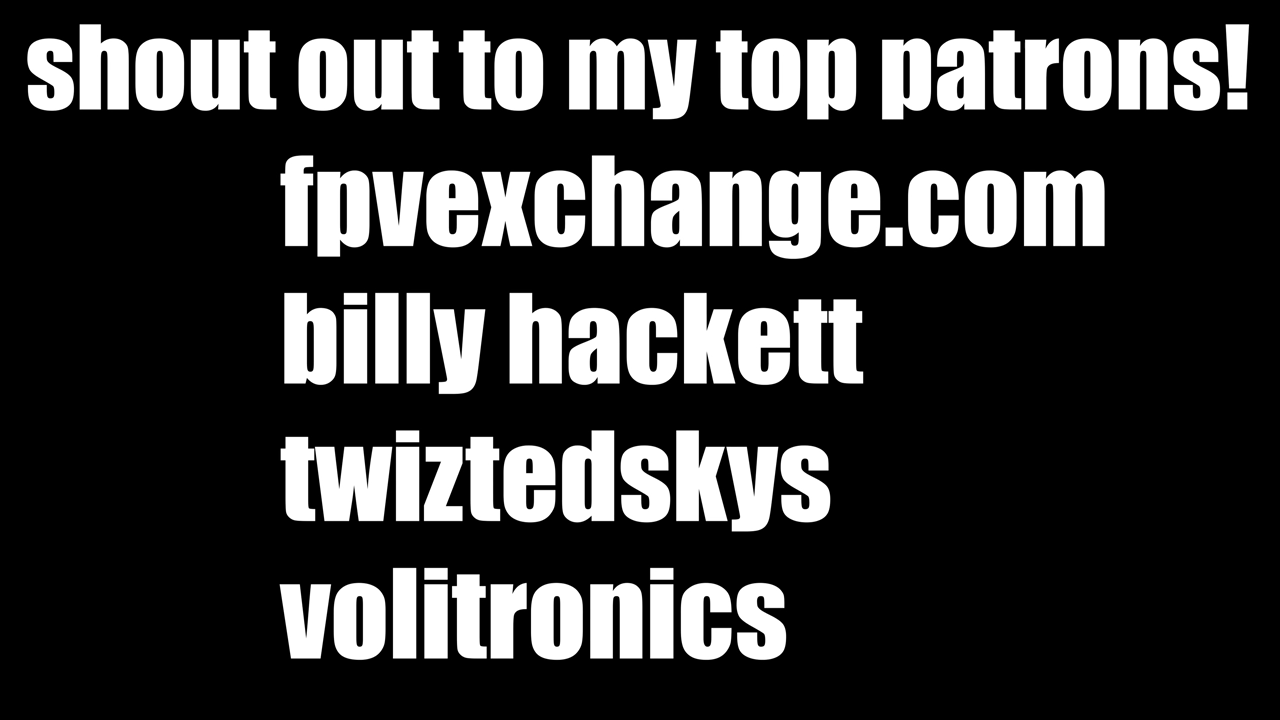 shout out to my top patrons!
fpvexchange.com
billy hackett
twiztedskys
volitronics